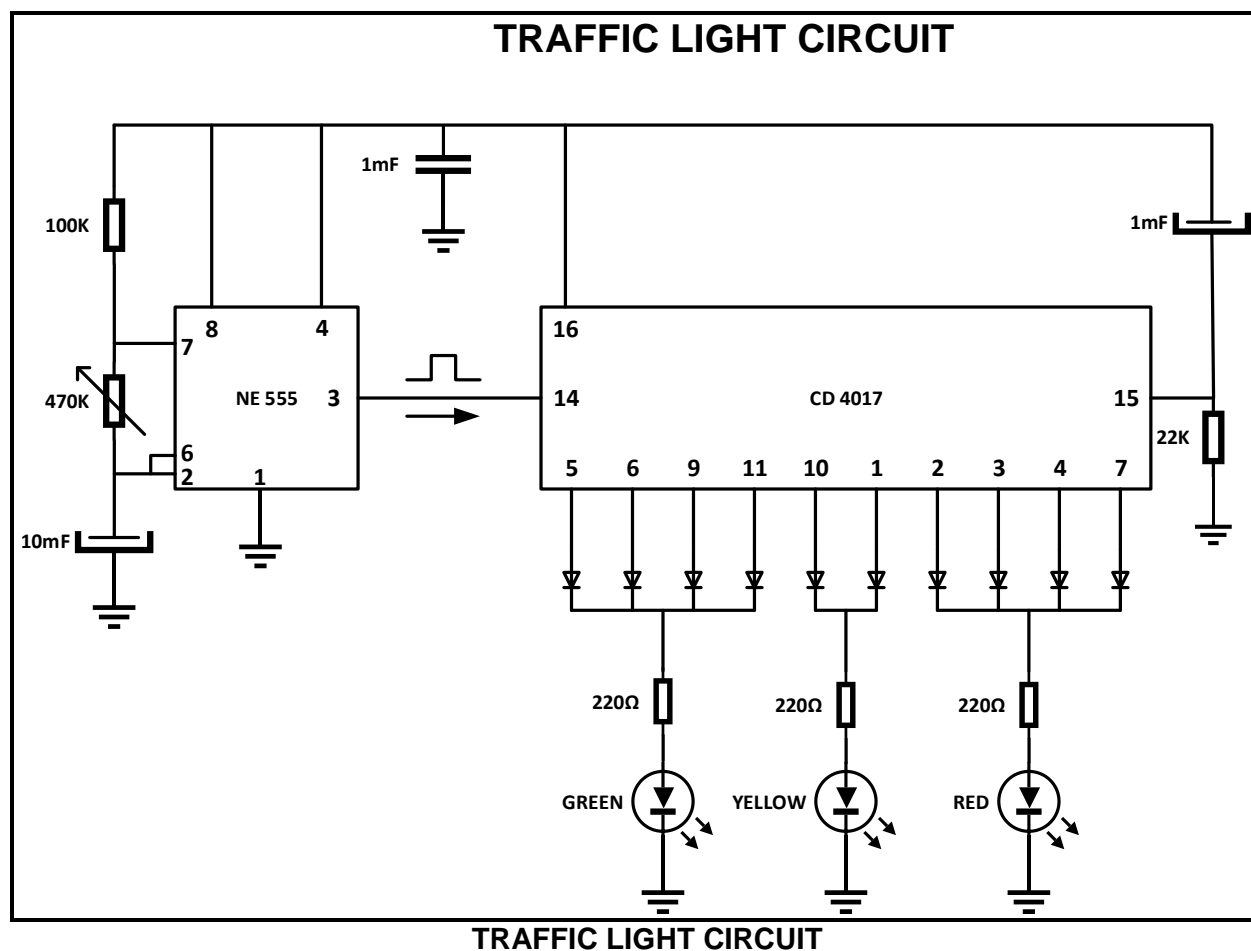 TRAFFIC LIGHT CIRCUIT
1mF
100K
1mF
8
4
16
7
470K
NE 555
3
14
CD 4017
15
22K
6
2
1
5
6
9
11
10
1
2
3
4
7
10mF
220Ω
220Ω
220Ω
GREEN
YELLOW
RED
TRAFFIC LIGHT CIRCUIT